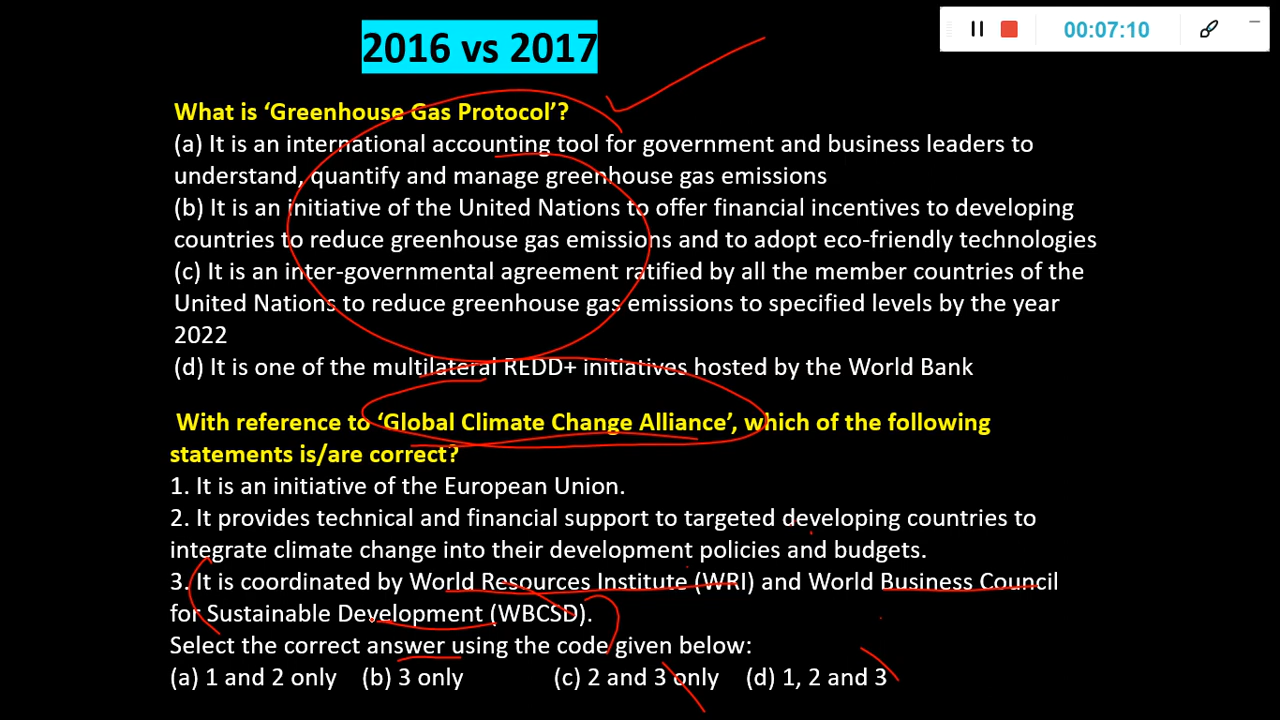 2016 vs 2017
00:07:10
What is ‘Greenhouse Gas Protocol’?
(a) It is an international accounting tool for government and business leaders to
understand, quantify and manage greenhouse gas emissions
(b) It is an initiative of the United Nations to offer financial incentives to developing
countries to reduce greenhouse gas emissions and to adopt eco-friendly technologies
(c) It is an inter-governmental agreement ratified by all the member countries of the
United Nations to reduce greenhouse gas emissions to specified levels by the year
2022
(d) It is one of the multilateral REDD+ initiatives hosted by the World Bank
With reference to ‘Global Climate Change Alliance’, which of the following
statements is/are correct?
1. It is an initiative of the European Union.
2. It provides technical and financial support to targeted developing countries to
integrate climate change into their development policies and budgets.
3. It is coordinated by World Resources Institute (WRI) and World Business Council
for Sustainable Development (WBCSD).
Select the correct answer using the code given below:
(a) 1 and 2 only (b) 3 only (c) 2 and 3 only (d) 1, 2 and 3